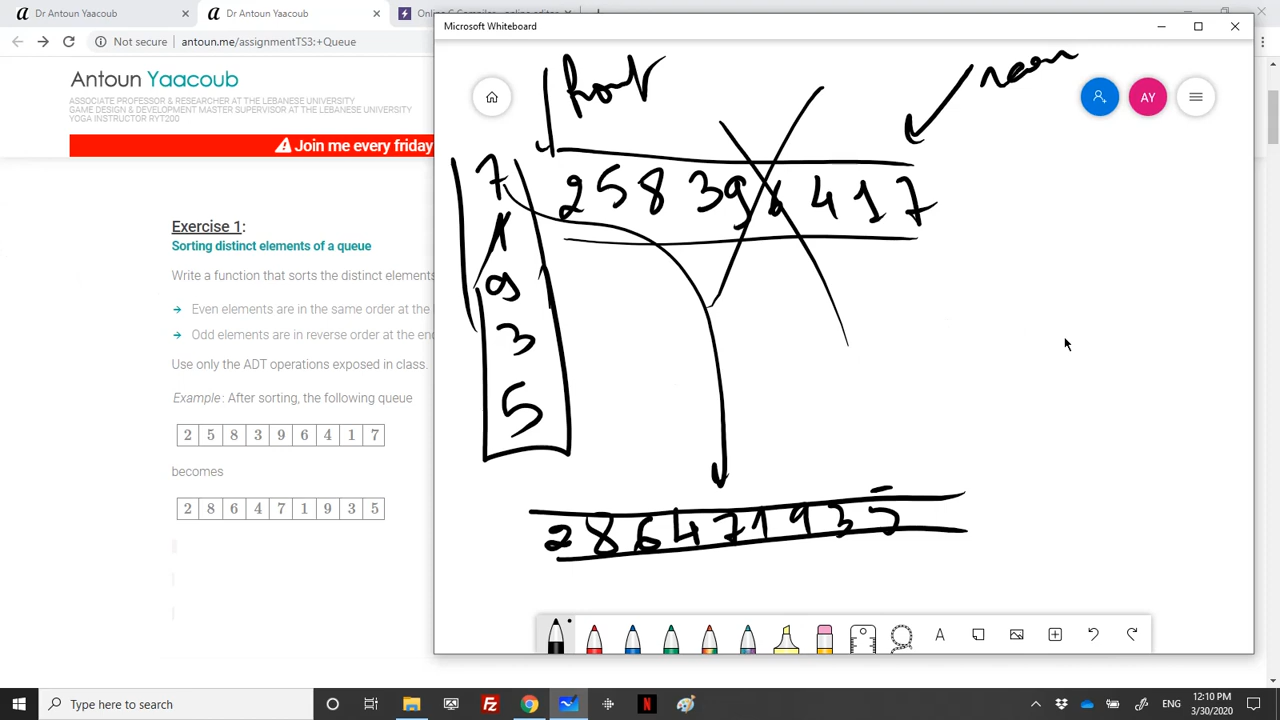 Dr Antoun Yaacoub
Dr Antoun Yaacoub
Not secure
antoun.me/assignmentTS3:+Queue
Microsoft Whiteboard
Antoun Yaacoub
ASSOCIATE PROFESSOR & RESEARCHER AT THE LEBANESE UNIVERSITY
GAME DESIGN & DEVELOPMENT MASTER SUPERVISOR AT THE LEBANESE UNIVERSITY
YOGA INSTRUCTOR RYT200
Join me every friday
Exercise 1:
Sorting distinct elements of a queue
Write a function that sorts the distinct elements
Even elements are in the same order at the
Odd elements are in reverse order at the
Use only the ADT operations exposed in class.
Example: After sorting, the following queue
2 5 8 3 9 6 4 1 7
becomes
2 8 6 4 7 1 9 3 5
AY
front
rear
2 5 8 3 9 6 4 1 7
7
1
9
3
5
2 8 6 4 7 1 9 3 5
A
Type here to search
N
ENG
12:10 PM
3/30/2020